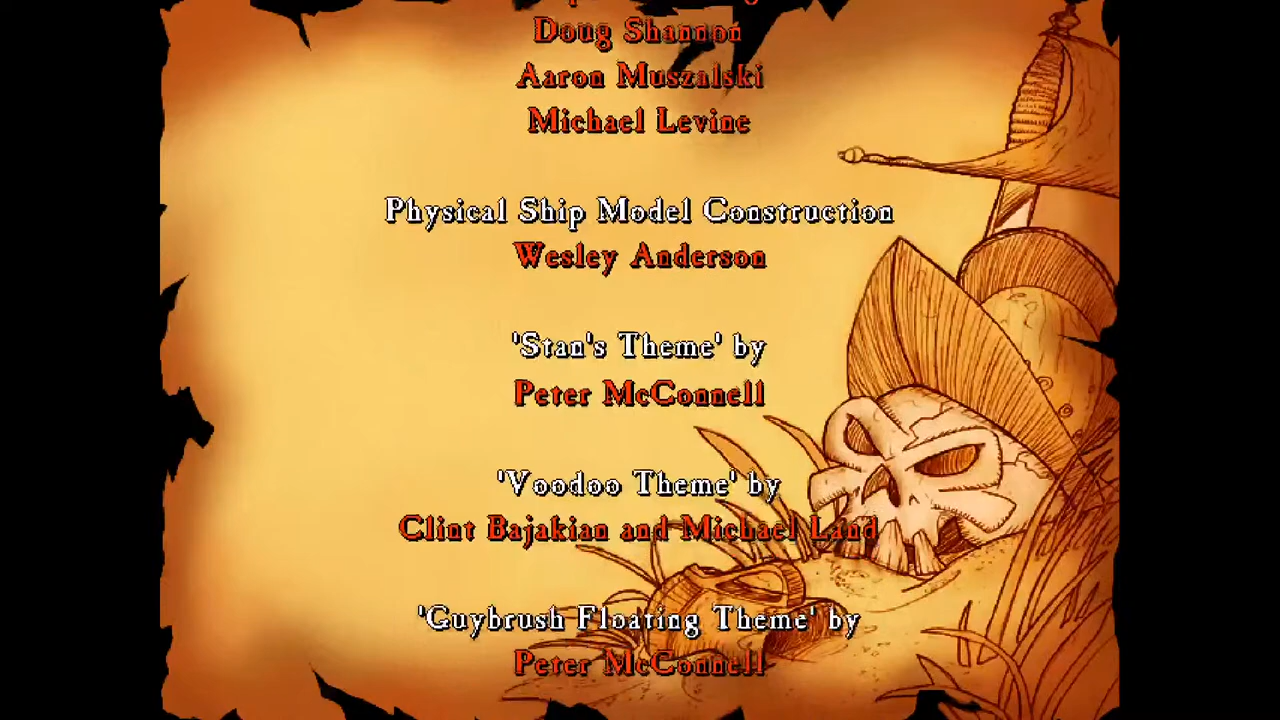 Doug Shannon
Aaron Muszalski
Michael Levine
Physical Ship Model Construction
Wesley Anderson
'Stan's Theme' by
Peter McConnell
'Voodoo Theme' by
Clint Bajakian and Michael Land
'Guybrush Floating Theme' by
Peter McConnell